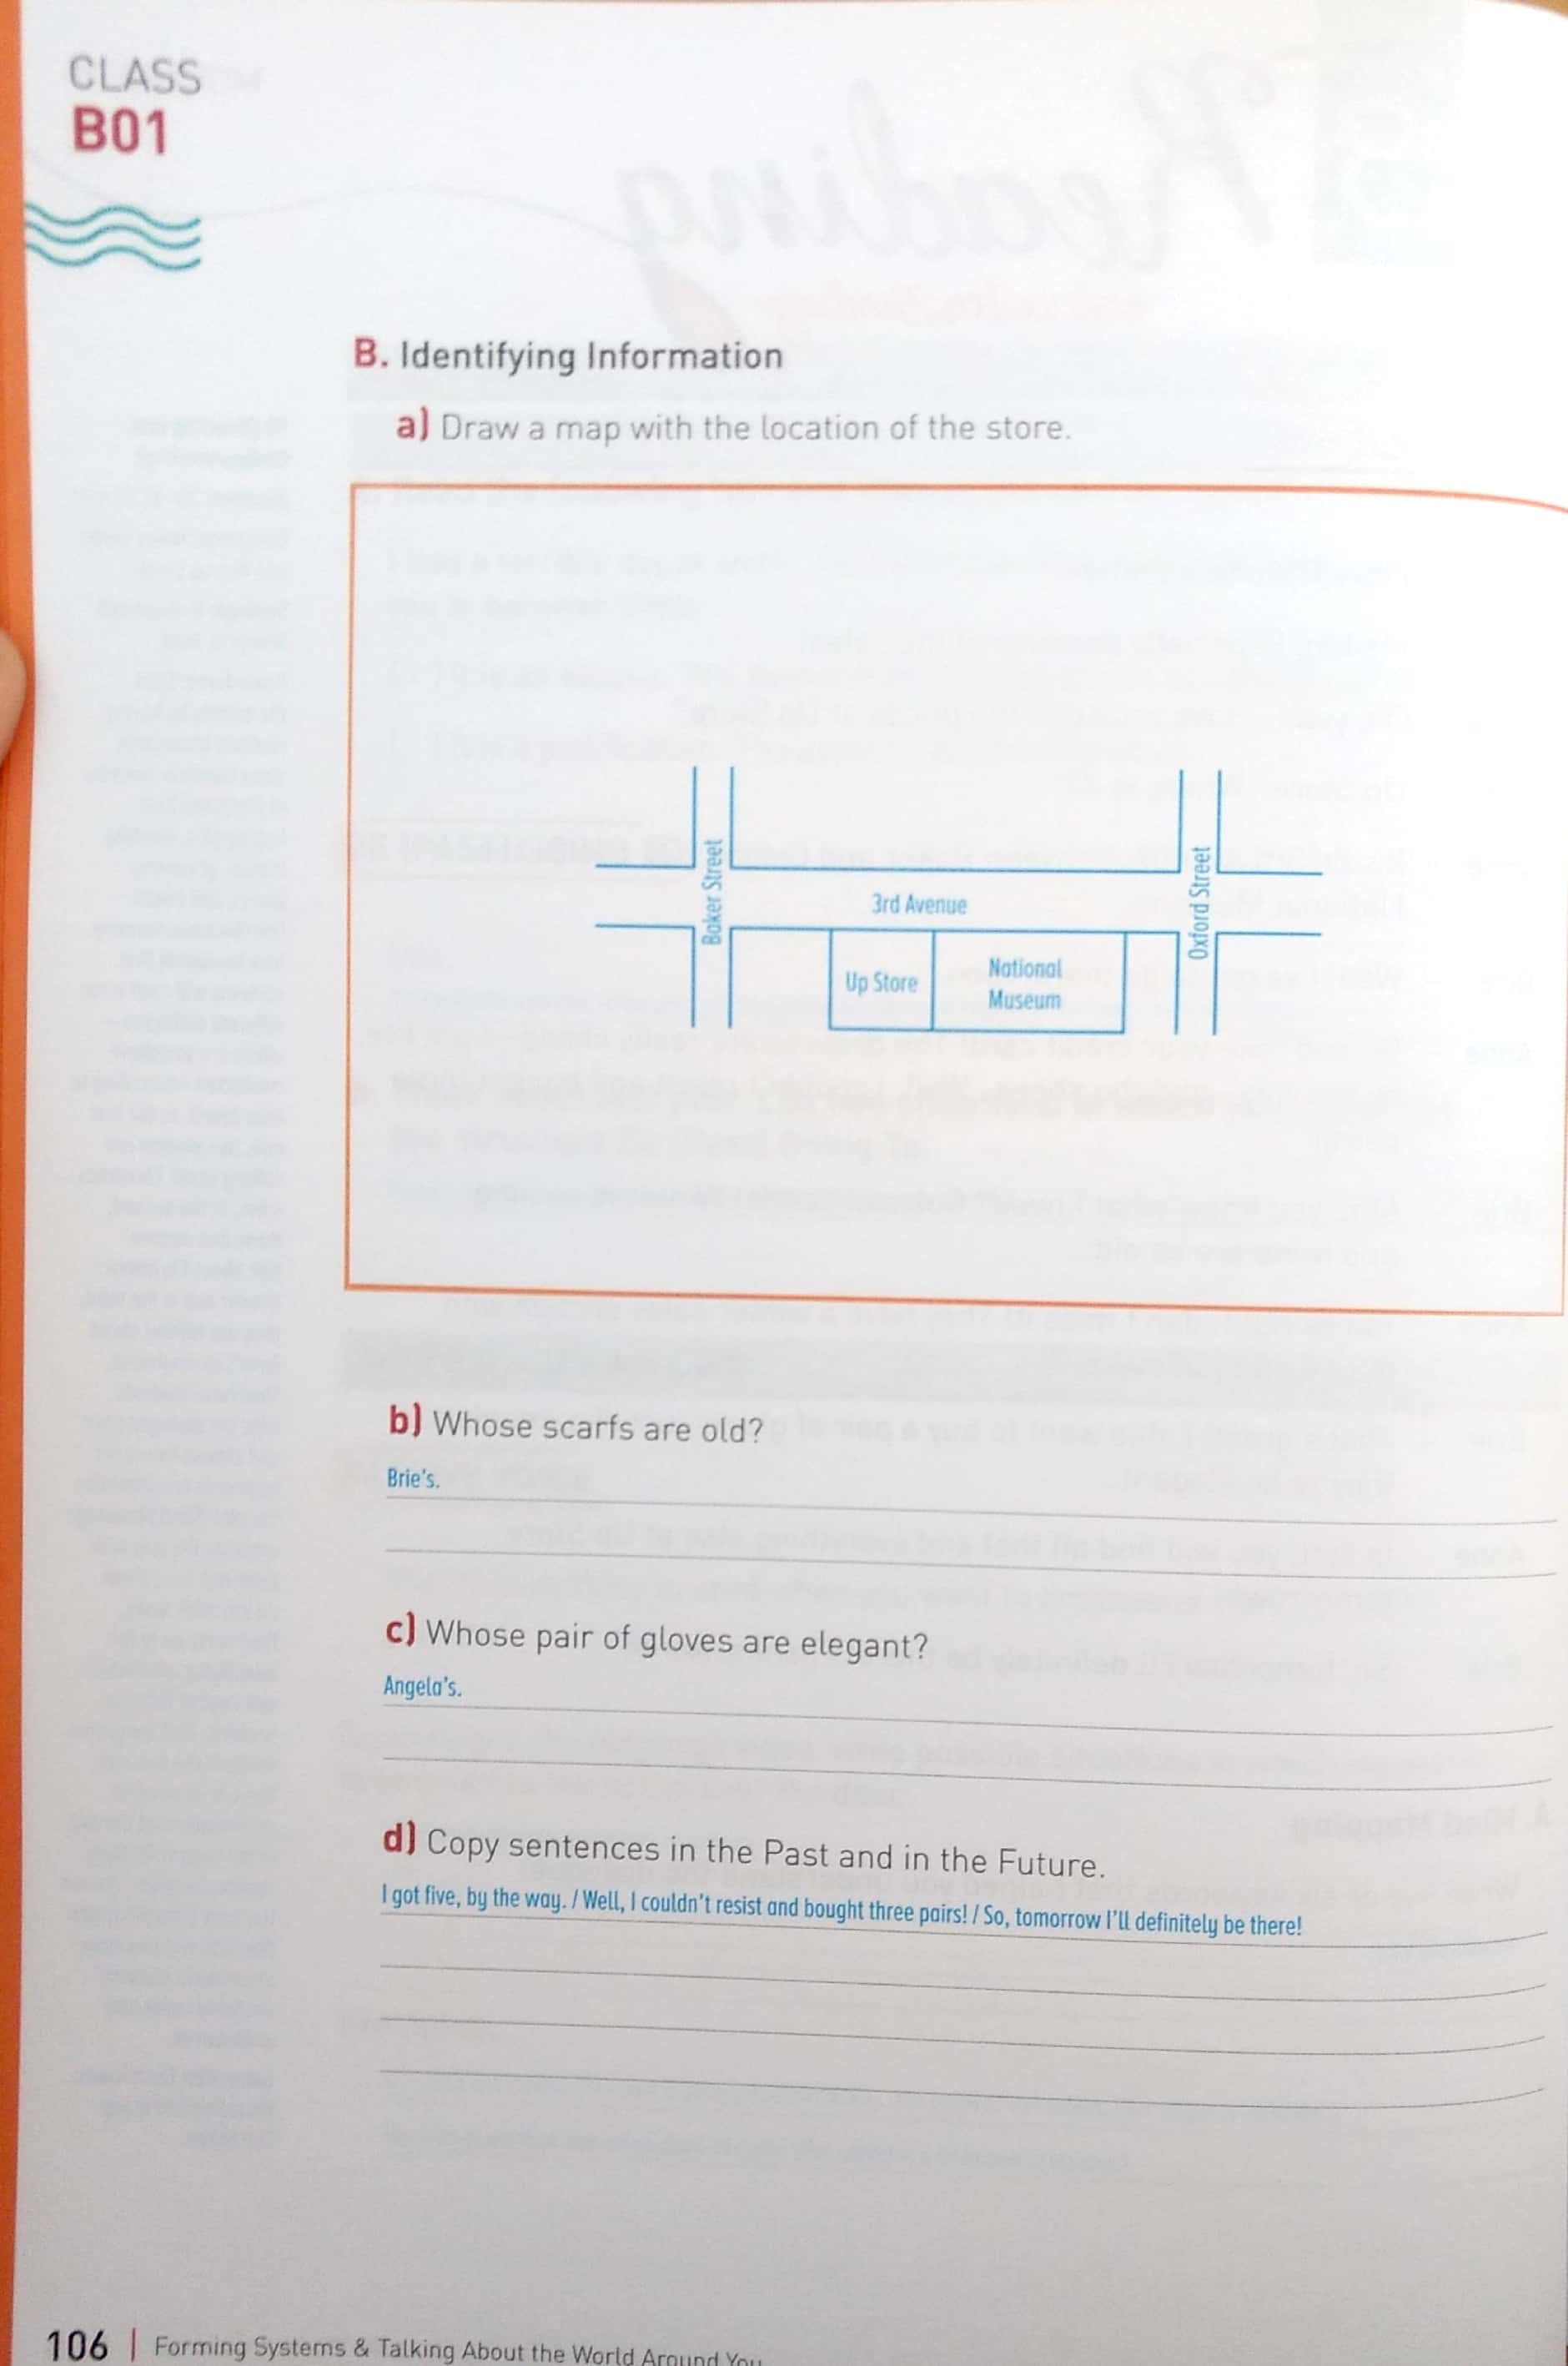 CLASS
B01
B. Identifying Information
a) Draw a map with the location of the store.
Baker Street
3rd Avenue
Oxford Street
Up Store
National
Museum
b) Whose scarfs are old?
Brie's.
c) Whose pair of gloves are elegant?
Angela's.
d) Copy sentences in the Past and in the Future.
I got five, by the way. / Well, I couldn't resist and bought three pairs! / So, tomorrow I'll definitely be there!
106 | Forming Systems & Talking About the World Around You